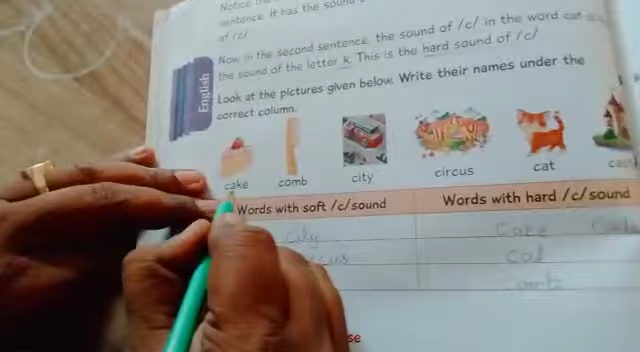 Notice the
sentence. It has the sound
of /c/
Now, in the second sentence, the sound of /c/ in the word cat
the sound of the letter k. This is the hard sound of /c/
English
Look at the pictures given below. Write their names under the
correct column.
cake comb city circus cat
Words with soft /c/sound Words with hard /c/ sound
city Cake
cat
comb